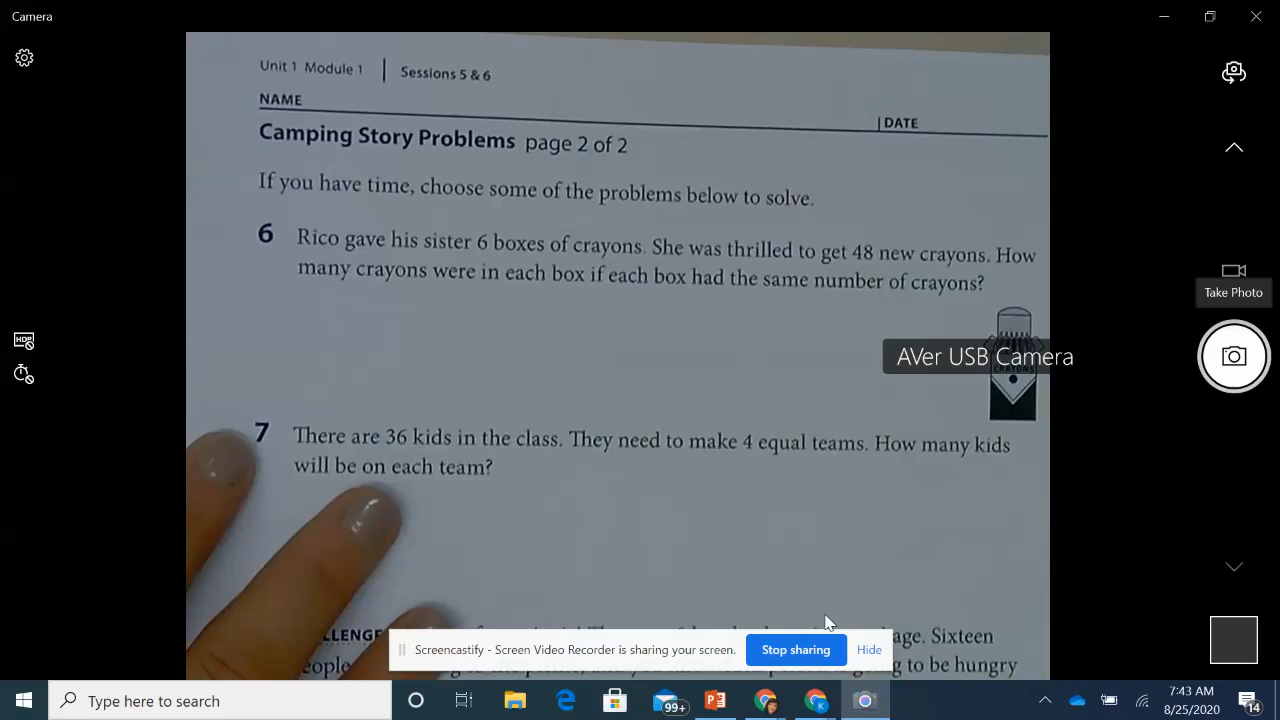 Camera
Unit 1 Module 1 | Sessions 5 & 6
NAME
| DATE
Camping Story Problems page 2 of 2
If you have time, choose some of the problems below to solve.
6 Rico gave his sister 6 boxes of crayons. She was thrilled to get 48 new crayons. How
many crayons were in each box if each box had the same number of crayons?
Take Photo
AVer USB Camera
CRAYONS
7 There are 36 kids in the class. They need to make 4 equal teams. How many kids
will be on each team?
age. Sixteen
Screencastify - Screen Video Recorder is sharing your screen. Stop sharing Hide
g to be hungry
Type here to search
99+
7:43 AM
8/25/2020
14